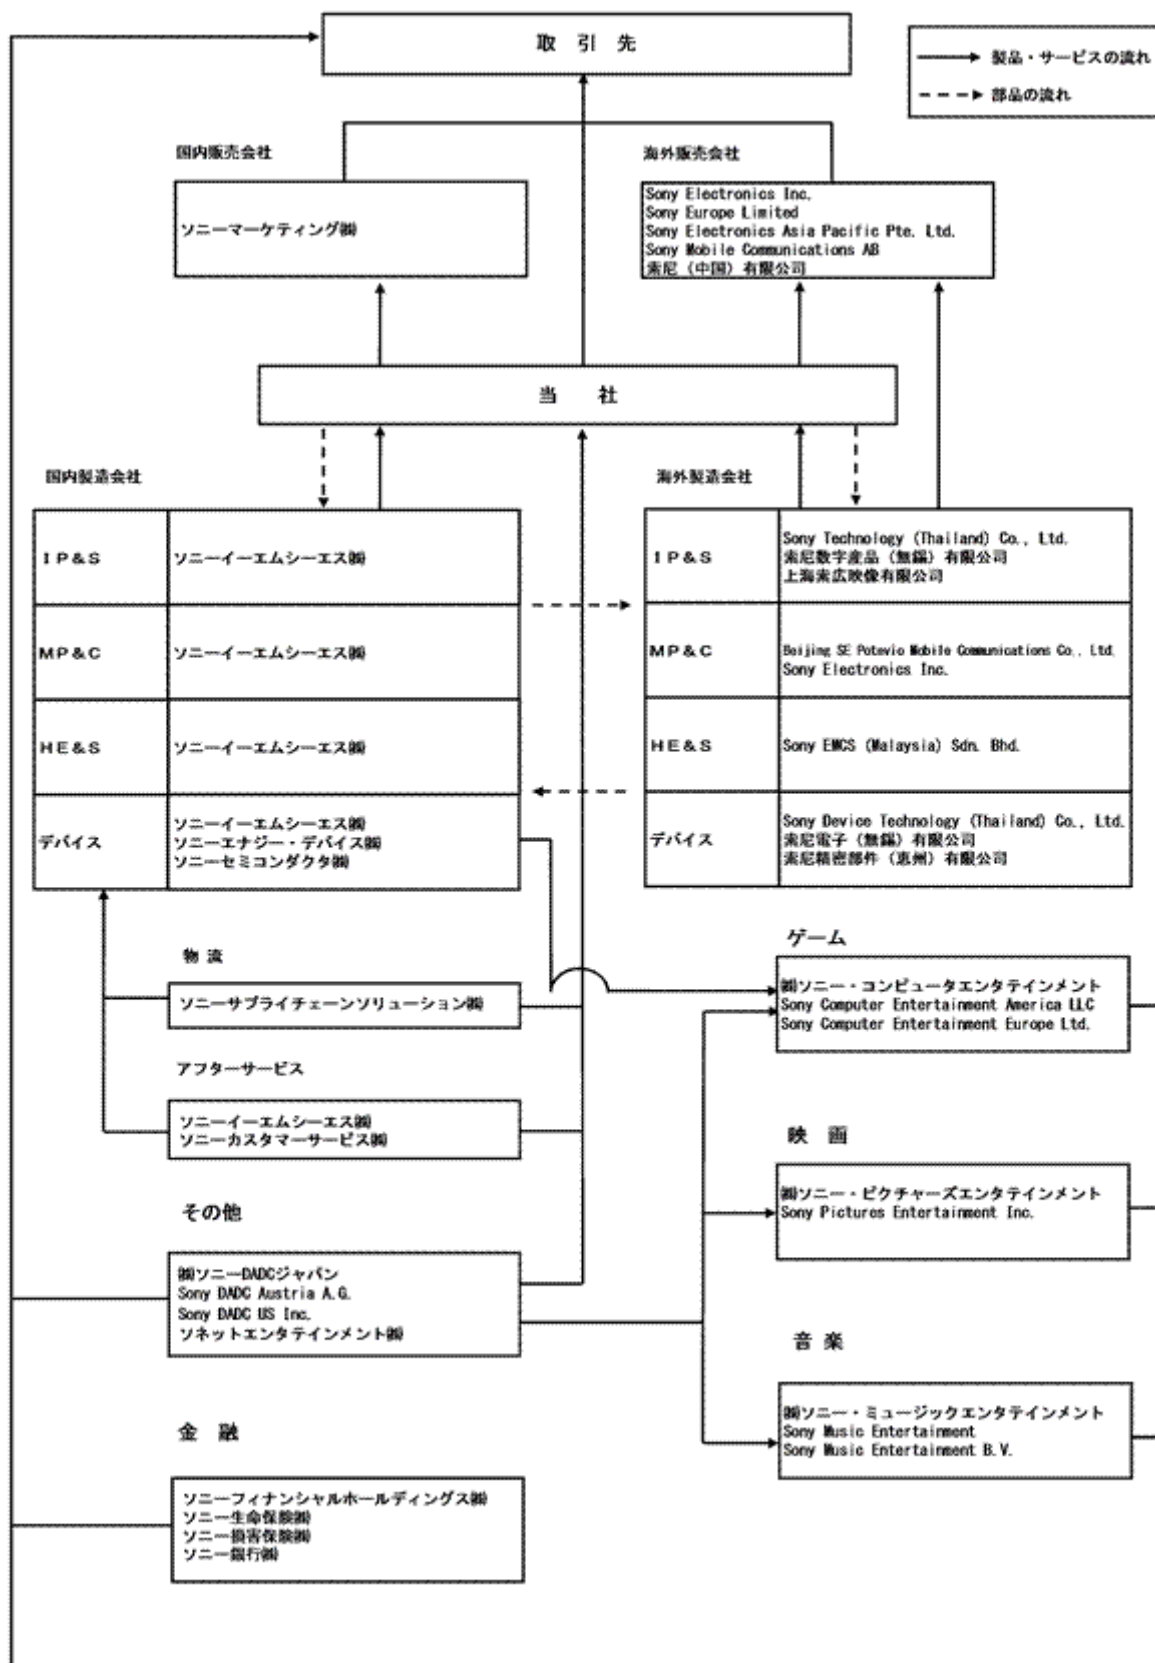 取 引 先
製品・サービスの流れ
部品の流れ
国内販売会社
ソニーマーケティング㈱
海外販売会社
Sony Electronics Inc.
Sony Europe Limited
Sony Electronics Asia Pacific Pte. Ltd.
Sony Mobile Communications AB
索尼（中国）有限公司
当 社
国内製造会社
ＩＰ＆Ｓ
ソニーイーエムシーエス㈱
ＭＰ＆Ｃ
ソニーイーエムシーエス㈱
ＨＥ＆Ｓ
ソニーイーエムシーエス㈱
デバイス
ソニーイーエムシーエス㈱
ソニーエナジー・デバイス㈱
ソニーセミコンダクタ㈱
海外製造会社
ＩＰ＆Ｓ
Sony Technology (Thailand) Co., Ltd.
索尼数字産品（無錫）有限公司
上海索広映像有限公司
ＭＰ＆Ｃ
Beijing SE Potevio Mobile Communications Co., Ltd.
Sony Electronics Inc.
ＨＥ＆Ｓ
Sony EMCS (Malaysia) Sdn. Bhd.
デバイス
Sony Device Technology (Thailand) Co., Ltd.
索尼電子（無錫）有限公司
索尼精密部件（恵州）有限公司
物 流
ソニーサプライチェーンソリューション㈱
アフターサービス
ソニーイーエムシーエス㈱
ソニーカスタマーサービス㈱
その他
㈱ソニーDADCジャパン
Sony DADC Austria A.G.
Sony DADC US Inc.
ソネットエンタテインメント㈱
金 融
ソニーフィナンシャルホールディングス㈱
ソニー生命保険㈱
ソニー損害保険㈱
ソニー銀行㈱
ゲーム
㈱ソニー・コンピュータエンタテインメント
Sony Computer Entertainment America LLC
Sony Computer Entertainment Europe Ltd.
映 画
㈱ソニー・ピクチャーズエンタテインメント
Sony Pictures Entertainment Inc.
音 楽
㈱ソニー・ミュージックエンタテインメント
Sony Music Entertainment
Sony Music Entertainment B.V.